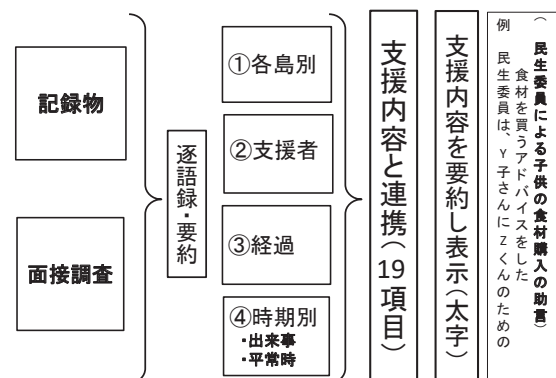 記録物
面接調査
逐語録・要約
①各島別
②支援者
③経過
④時期別
・出来事
・平常時
支援内容と連携（19項目）
支援内容を要約し表示（太字）
例　民生委員は、Y子さんにZくんのための
食材を買うアドバイスをした
（民生委員による子供の食材購入の助言）